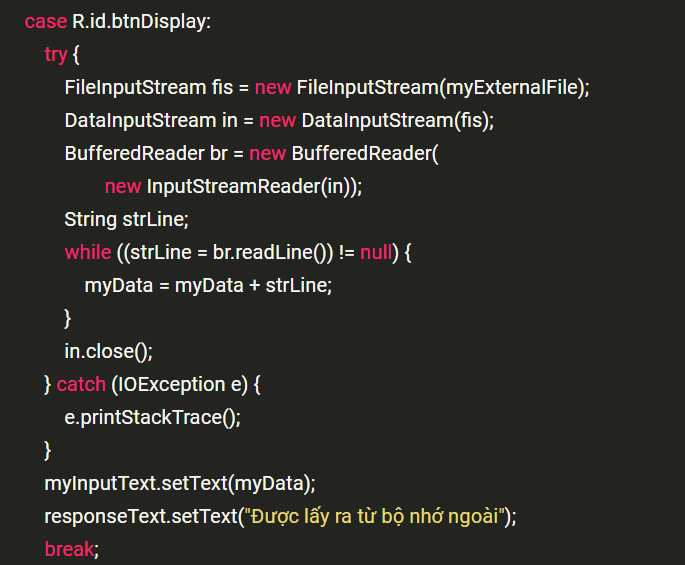 case R.id.btnDisplay:
try {
FileInputStream fis = new FileInputStream(myExternalFile);
DataInputStream in = new DataInputStream(fis);
BufferedReader br = new BufferedReader(
new InputStreamReader(in));
String strLine;
while ((strLine = br.readLine()) != null) {
myData = myData + strLine;
}
in.close();
} catch (IOException e) {
e.printStackTrace();
}
myInputText.setText(myData);
responseText.setText("Được lấy ra từ bộ nhớ ngoài");
break;